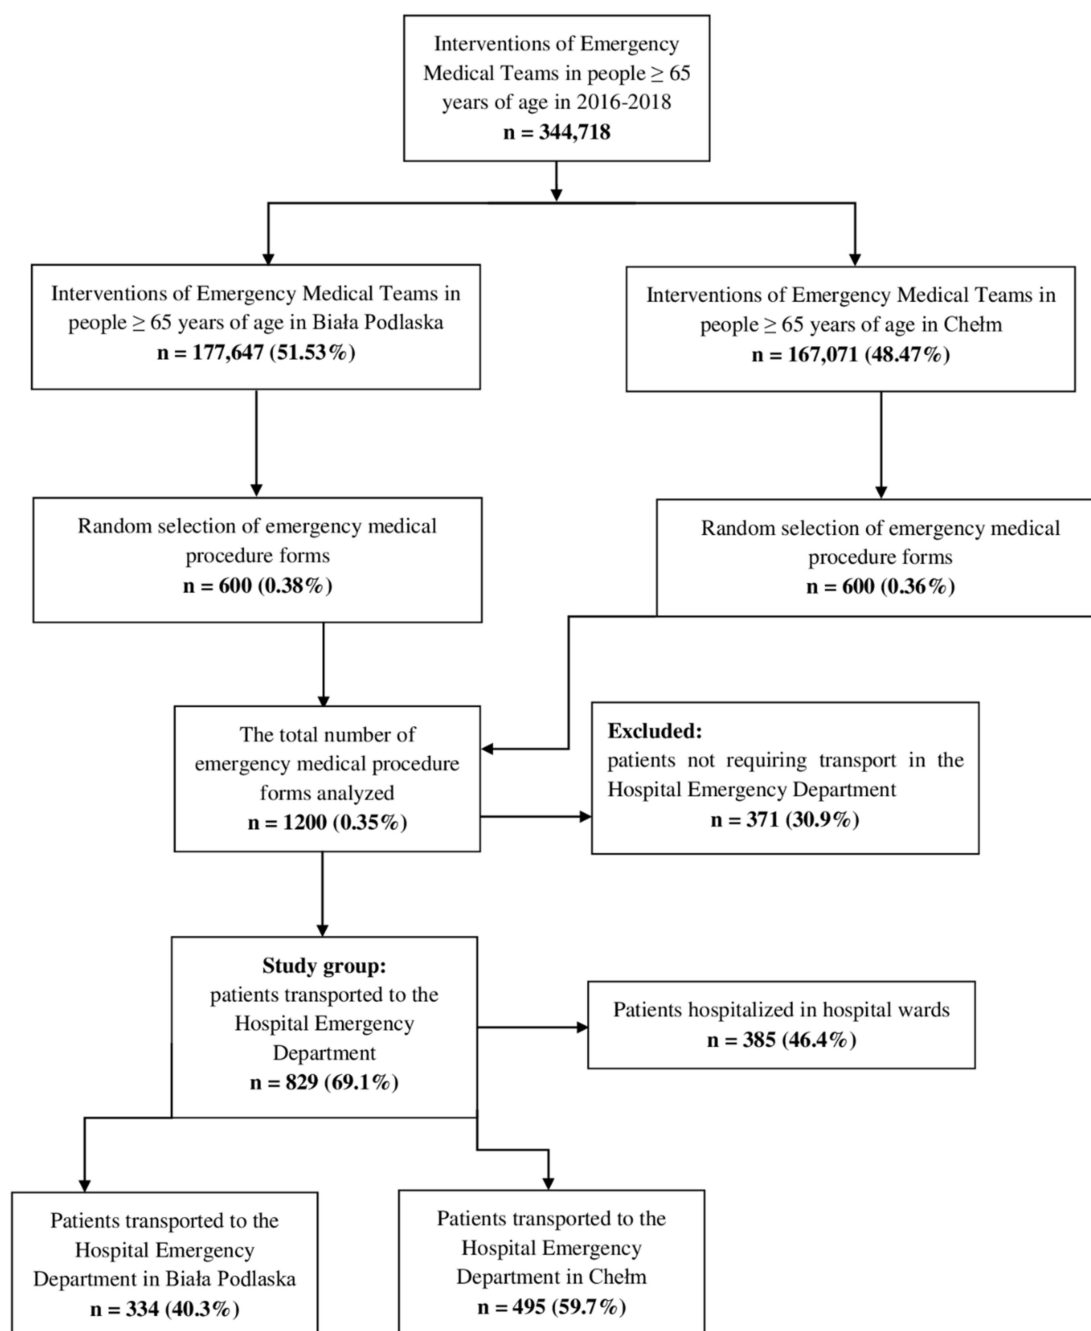 Interventions of Emergency
Medical Teams in people ≥ 65
years of age in 2016-2018
n = 344,718
Interventions of Emergency Medical Teams in
people ≥ 65 years of age in Biała Podlaska
n = 177,647 (51.53%)
Interventions of Emergency Medical Teams in
people ≥ 65 years of age in Chełm
n = 167,071 (48.47%)
Random selection of emergency medical
procedure forms
n = 600 (0.38%)
Random selection of emergency medical
procedure forms
n = 600 (0.36%)
The total number of
emergency medical procedure
forms analyzed
n = 1200 (0.35%)
Excluded:
patients not requiring transport in the
Hospital Emergency Department
n = 371 (30.9%)
Study group:
patients transported to the
Hospital Emergency
Department
n = 829 (69.1%)
Patients hospitalized in hospital wards
n = 385 (46.4%)
Patients transported to the
Hospital Emergency
Department in Biała Podlaska
n = 334 (40.3%)
Patients transported to the
Hospital Emergency
Department in Chełm
n = 495 (59.7%)